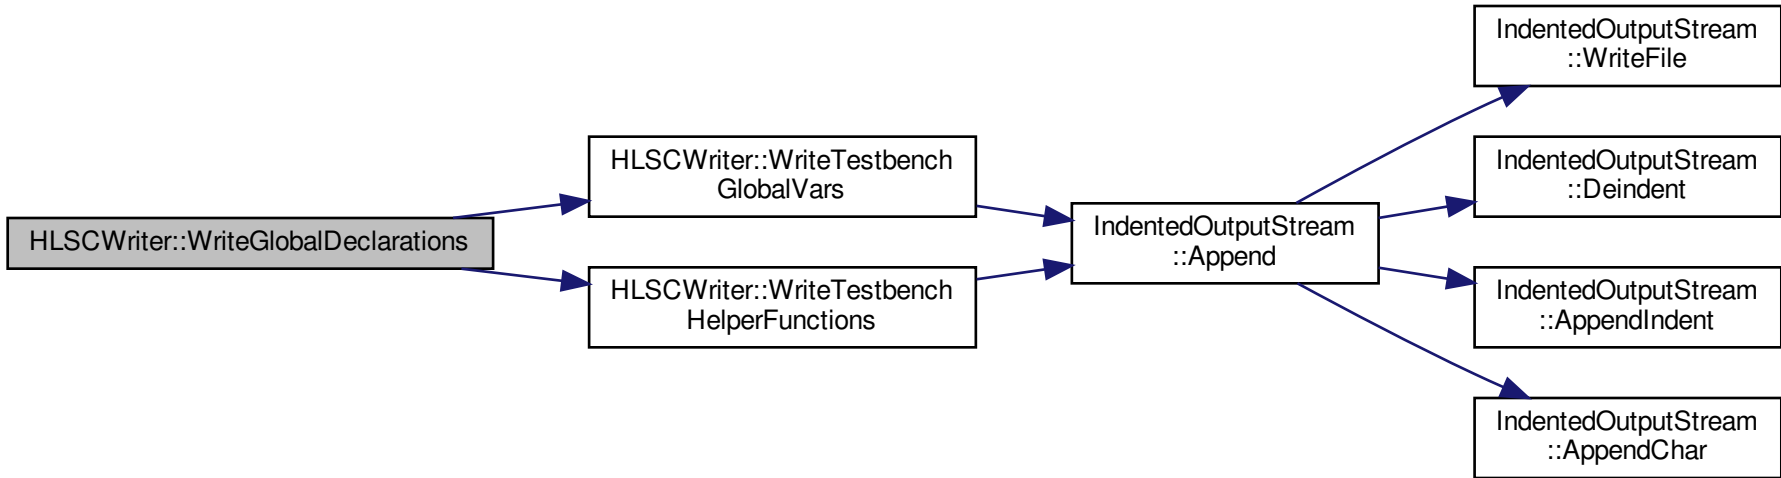 HLSCWriter::WriteGlobalDeclarations
HLSCWriter::WriteTestbench
GlobalVars
HLSCWriter::WriteTestbench
HelperFunctions
IndentedOutputStream
::Append
IndentedOutputStream
::WriteFile
IndentedOutputStream
::Deindent
IndentedOutputStream
::AppendIndent
IndentedOutputStream
::AppendChar